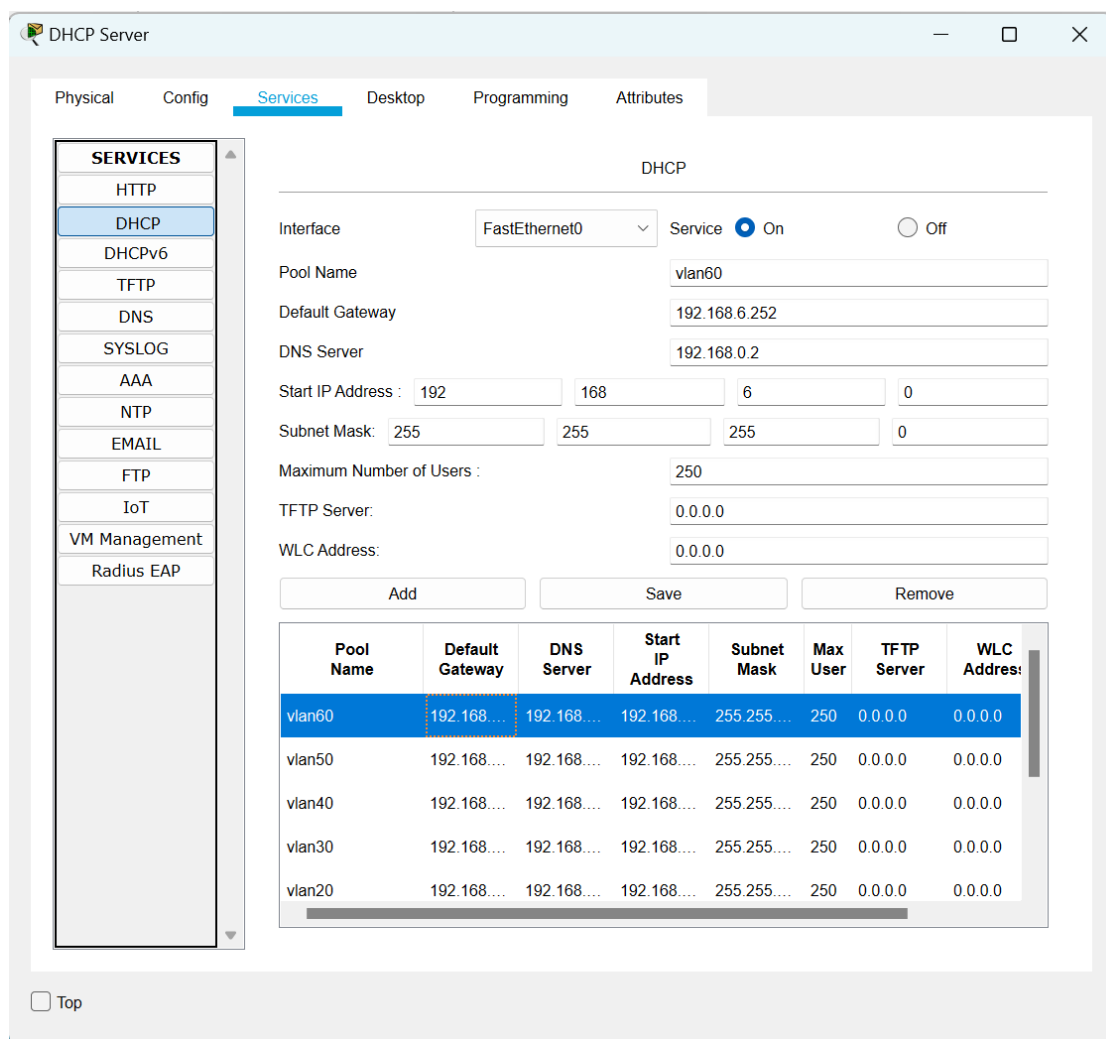 DHCP Server
Physical Config Services Desktop Programming Attributes
SERVICES
HTTP
DHCP
DHCPv6
TFTP
DNS
SYSLOG
AAA
NTP
EMAIL
FTP
IoT
VM Management
Radius EAP
DHCP
Interface FastEthernet0 Service On Off
Pool Name vlan60
Default Gateway 192.168.6.252
DNS Server 192.168.0.2
Start IP Address : 192 168 6 0
Subnet Mask: 255 255 255 0
Maximum Number of Users : 250
TFTP Server: 0.0.0.0
WLC Address: 0.0.0.0
Add Save Remove
Pool Name Default Gateway DNS Server Start IP Address Subnet Mask Max User TFTP Server WLC Address
vlan60 192.168.... 192.168.... 192.168.... 255.255.... 250 0.0.0.0 0.0.0.0
vlan50 192.168.... 192.168.... 192.168.... 255.255.... 250 0.0.0.0 0.0.0.0
vlan40 192.168.... 192.168.... 192.168.... 255.255.... 250 0.0.0.0 0.0.0.0
vlan30 192.168.... 192.168.... 192.168.... 255.255.... 250 0.0.0.0 0.0.0.0
vlan20 192.168.... 192.168.... 192.168.... 255.255.... 250 0.0.0.0 0.0.0.0
Top